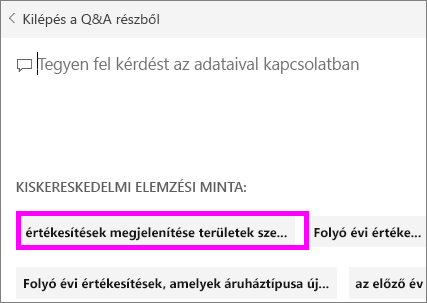 Kilépés a Q&A részből
Tegyen fel kérdést az adataival kapcsolatban
KISKERESKEDELMI ELEMZÉSI MINTA:
értékesítések megjelenítése területek sze... Folyó évi értéke...
Folyó évi értékesítések, amelyek áruháztípusa új... az előző év